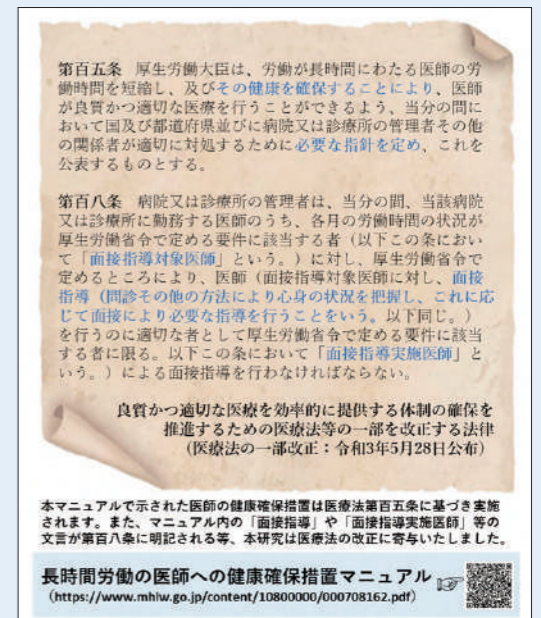 第百五条　厚生労働大臣は、労働が長時間にわたる医師の労
働時間を短縮し、及びその健康を確保することにより、医師
が良質かつ適切な医療を行うことができるよう、当分の間に
おいて国及び都道府県並びに病院又は診療所の管理者その他
の関係者が適切に対処するために必要な指針を定め、これを
公表するものとする。
第百八条　病院又は診療所の管理者は、当分の間、当該病院
又は診療所に勤務する医師のうち、各月の労働時間の状況が
厚生労働省令で定める要件に該当する者（以下この条におい
て「面接指導対象医師」という。）に対し、厚生労働省令で
定めるところにより、医師（面接指導対象医師に対し、面接
指導（問診その他の方法により心身の状況を把握し、これに応
じて面接により必要な指導を行うことをいう。以下同じ。）
を行うのに適切な者として厚生労働省令で定める要件に該当
する者に限る。以下この条において「面接指導実施医師」と
いう。）による面接指導を行わなければならない。
良質かつ適切な医療を効率的に提供する体制の確保を
推進するための医療法等の一部を改正する法律
（医療法の一部改正：令和3年5月28日公布）
本マニュアルで示された医師の健康確保措置は医療法第百五条に基づき実施
されます。また、マニュアル内の「面接指導」や「面接指導実施医師」等の
文言が第百八条に明記される等、本研究は医療法の改正に寄与いたしました。
長時間労働の医師への健康確保措置マニュアル
（https://www.mhlw.go.jp/content/10800000/000708162.pdf）